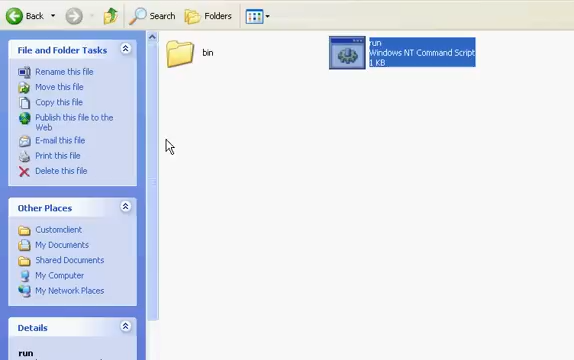 Back
Search
Folders
File and Folder Tasks
Rename this file
Move this file
Copy this file
Publish this file to the
Web
E-mail this file
Print this file
Delete this file
Other Places
Customclient
My Documents
Shared Documents
My Computer
My Network Places
Details
run
bin
run
Windows NT Command Script
1 KB